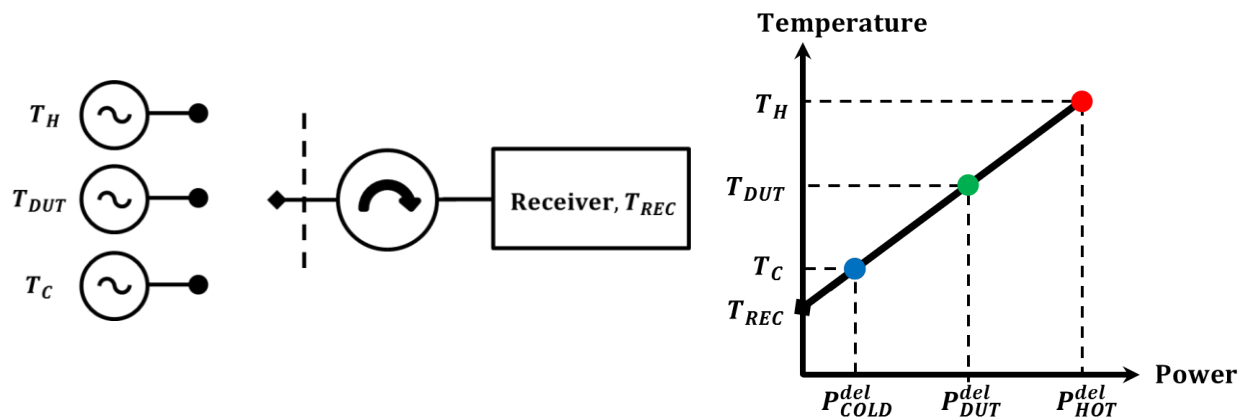 T_H
T_DUT
T_C
Receiver, T_REC
Temperature
T_H
T_DUT
T_C
T_REC
Power
P_COLD^del
P_DUT^del
P_HOT^del